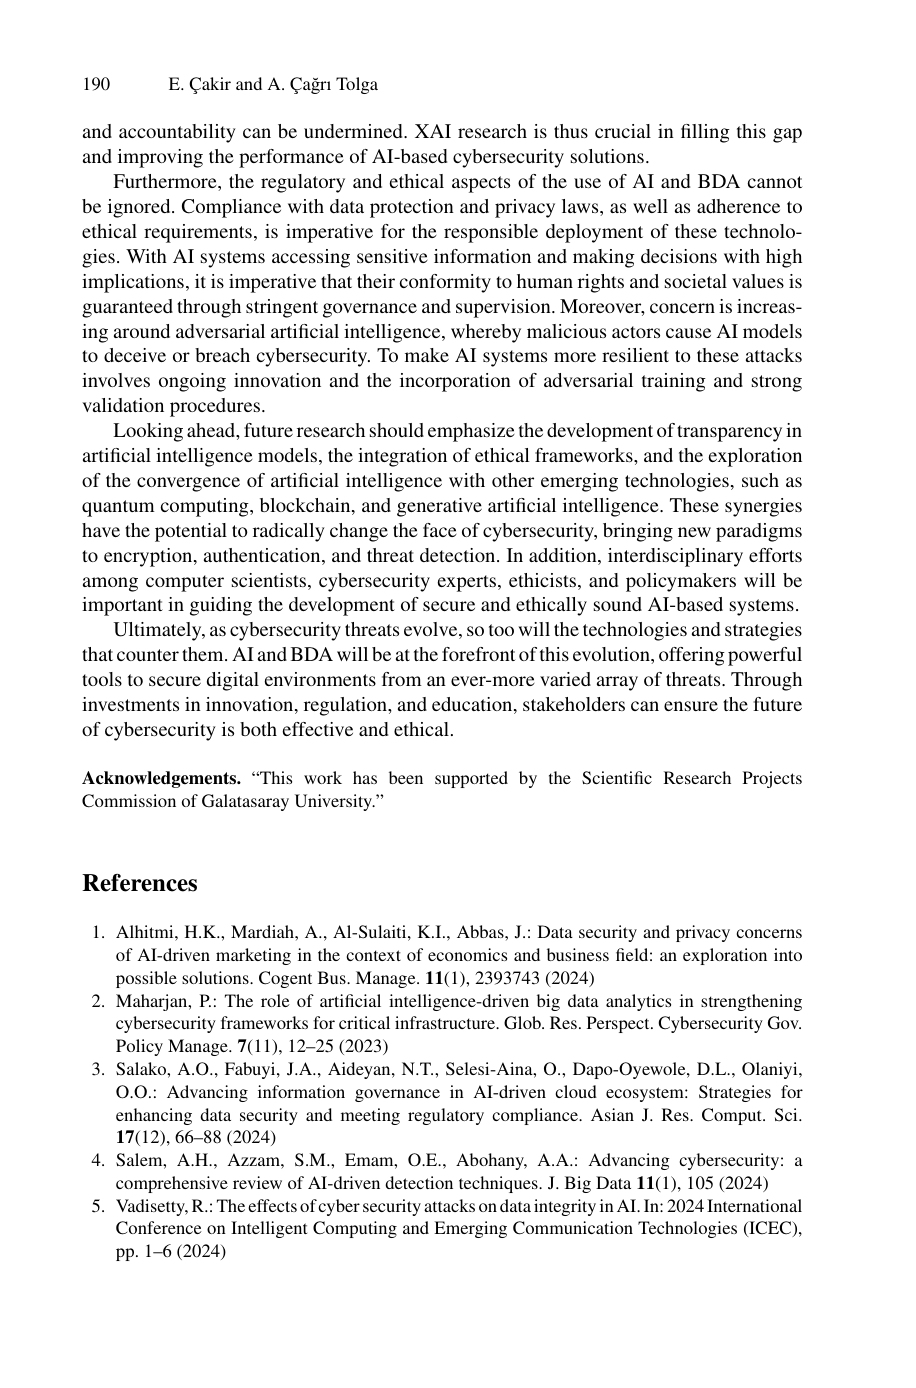 190 E. Çakir and A. Çağrı Tolga
and accountability can be undermined. XAI research is thus crucial in filling this gap
and improving the performance of AI-based cybersecurity solutions.
Furthermore, the regulatory and ethical aspects of the use of AI and BDA cannot
be ignored. Compliance with data protection and privacy laws, as well as adherence to
ethical requirements, is imperative for the responsible deployment of these technolo-
gies. With AI systems accessing sensitive information and making decisions with high
implications, it is imperative that their conformity to human rights and societal values is
guaranteed through stringent governance and supervision. Moreover, concern is increas-
ing around adversarial artificial intelligence, whereby malicious actors cause AI models
to deceive or breach cybersecurity. To make AI systems more resilient to these attacks
involves ongoing innovation and the incorporation of adversarial training and strong
validation procedures.
Looking ahead, future research should emphasize the development of transparency in
artificial intelligence models, the integration of ethical frameworks, and the exploration
of the convergence of artificial intelligence with other emerging technologies, such as
quantum computing, blockchain, and generative artificial intelligence. These synergies
have the potential to radically change the face of cybersecurity, bringing new paradigms
to encryption, authentication, and threat detection. In addition, interdisciplinary efforts
among computer scientists, cybersecurity experts, ethicists, and policymakers will be
important in guiding the development of secure and ethically sound AI-based systems.
Ultimately, as cybersecurity threats evolve, so too will the technologies and strategies
that counter them. AI and BDA will be at the forefront of this evolution, offering powerful
tools to secure digital environments from an ever-more varied array of threats. Through
investments in innovation, regulation, and education, stakeholders can ensure the future
of cybersecurity is both effective and ethical.
Acknowledgements. “This work has been supported by the Scientific Research Projects
Commission of Galatasaray University.”
References
1. Alhitmi, H.K., Mardiah, A., Al-Sulaiti, K.I., Abbas, J.: Data security and privacy concerns
of AI-driven marketing in the context of economics and business field: an exploration into
possible solutions. Cogent Bus. Manage. 11(1), 2393743 (2024)
2. Maharjan, P.: The role of artificial intelligence-driven big data analytics in strengthening
cybersecurity frameworks for critical infrastructure. Glob. Res. Perspect. Cybersecurity Gov.
Policy Manage. 7(11), 12–25 (2023)
3. Salako, A.O., Fabuyi, J.A., Aideyan, N.T., Selesi-Aina, O., Dapo-Oyewole, D.L., Olaniyi,
O.O.: Advancing information governance in AI-driven cloud ecosystem: Strategies for
enhancing data security and meeting regulatory compliance. Asian J. Res. Comput. Sci.
17(12), 66–88 (2024)
4. Salem, A.H., Azzam, S.M., Emam, O.E., Abohany, A.A.: Advancing cybersecurity: a
comprehensive review of AI-driven detection techniques. J. Big Data 11(1), 105 (2024)
5. Vadisetty, R.: The effects of cyber security attacks on data integrity in AI. In: 2024 International
Conference on Intelligent Computing and Emerging Communication Technologies (ICEC),
pp. 1–6 (2024)